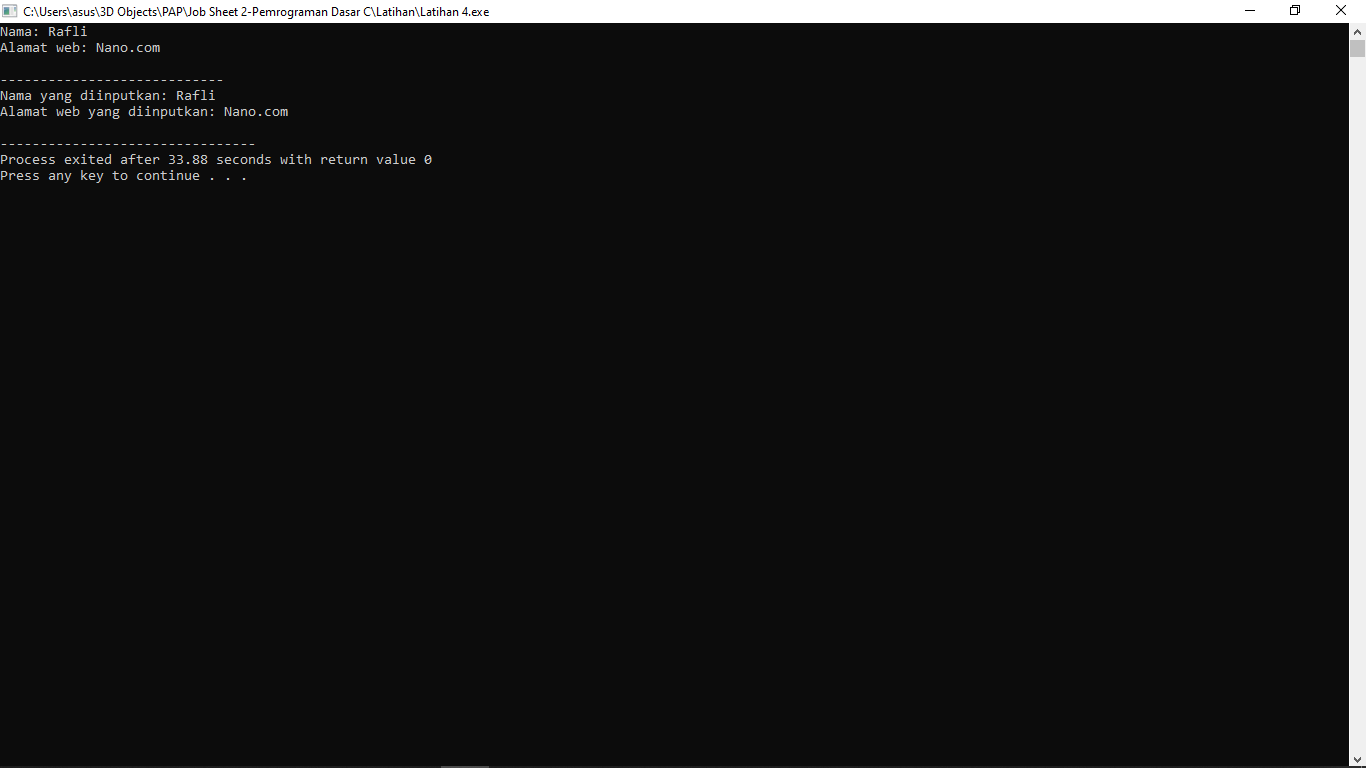 C:\Users\asus\3D Objects\PAP\Job Sheet 2-Pemrograman Dasar C\Latihan\Latihan 4.exe
Nama: Rafli
Alamat web: Nano.com
----------------------------
Nama yang diinputkan: Rafli
Alamat web yang diinputkan: Nano.com
--------------------------------
Process exited after 33.88 seconds with return value 0
Press any key to continue . . .